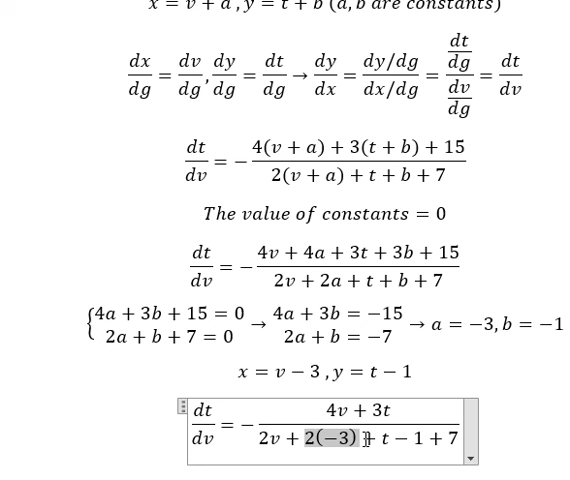 x = v + a , y = t + b (a, b are constants)
dx/dg = dv/dg , dy/dg = dt/dg → dy/dx = (dy/dg)/(dx/dg) = (dt/dg)/(dv/dg) = dt/dv
dt/dv = − (4(v + a) + 3(t + b) + 15)/(2(v + a) + t + b + 7)
The value of constants = 0
dt/dv = − (4v + 4a + 3t + 3b + 15)/(2v + 2a + t + b + 7)
{4a + 3b + 15 = 0 → 4a + 3b = −15 → a = −3, b = −1
2a + b + 7 = 0 2a + b = −7
x = v − 3 , y = t − 1
dt/dv = − (4v + 3t)/(2v + 2(−3) + t − 1 + 7)